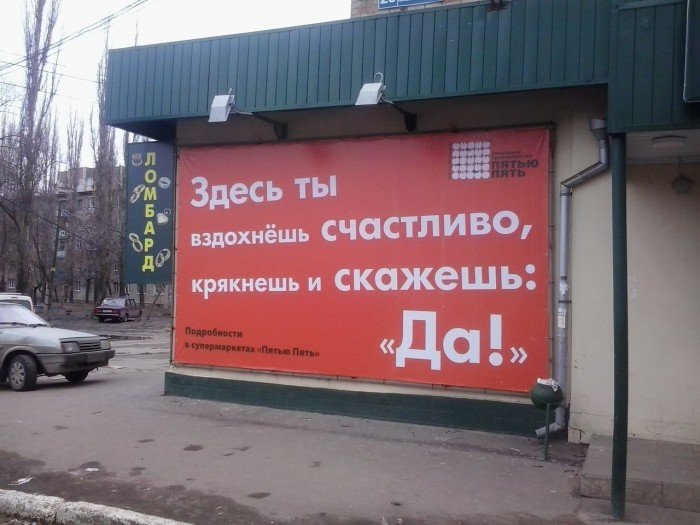 ЛОМБАРД
ПЯТЬЮ
ПЯТЬ
Здесь ты
вздохнёшь счастливо,
крякнешь и скажешь:
«Да!»
Подробности
в супермаркетах «Пятью Пять»